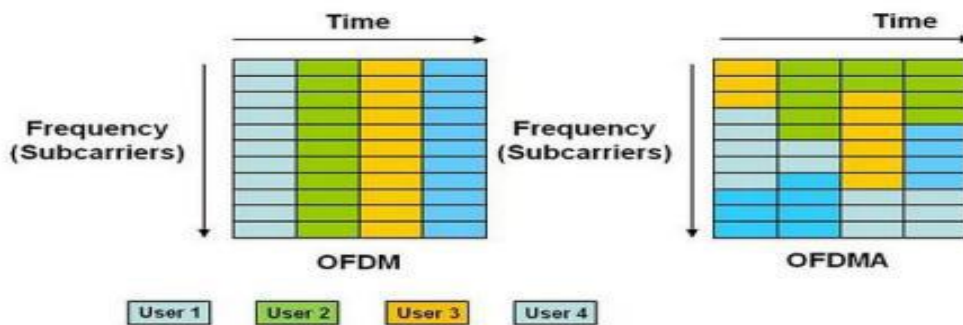 Time
Time
Frequency
(Subcarriers)
Frequency
(Subcarriers)
OFDM
OFDMA
User 1
User 2
User 3
User 4